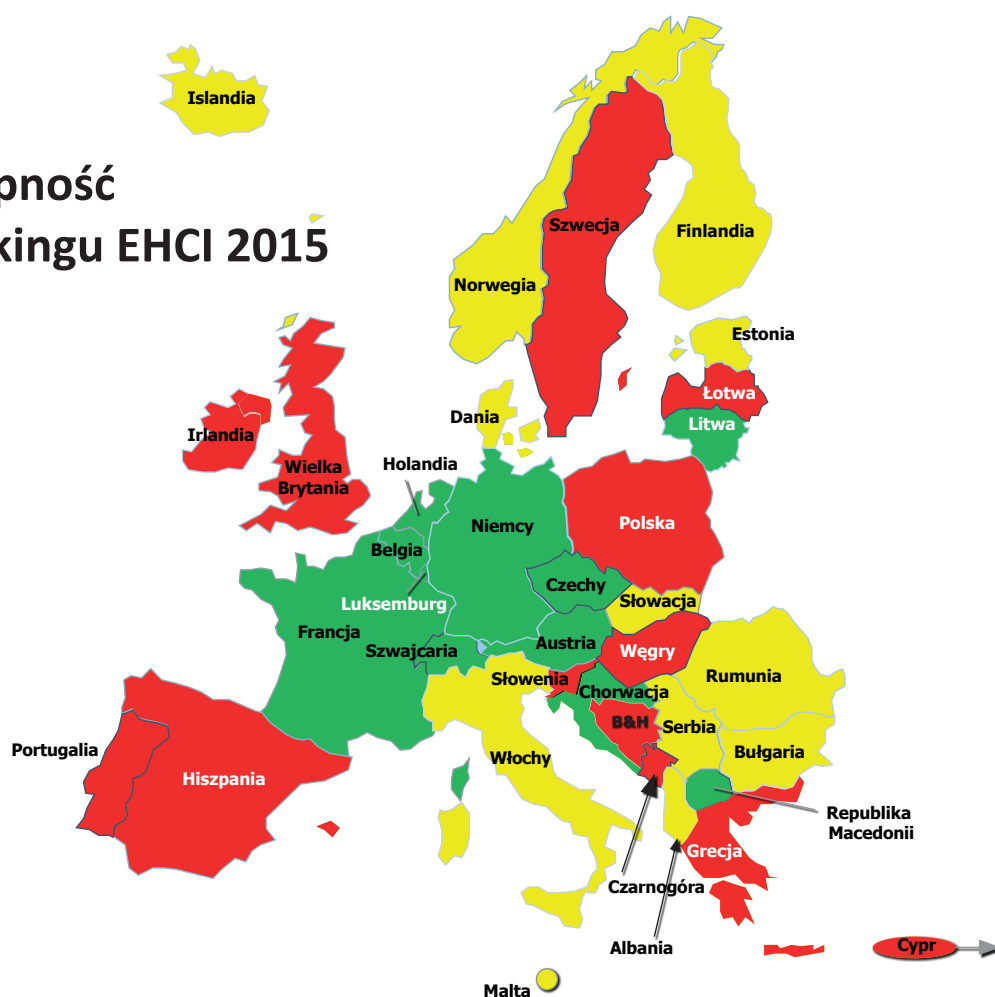 Islandia
pność
kingu EHCI 2015
Szwecja
Finlandia
Norwegia
Estonia
Łotwa
Dania
Litwa
Irlandia
Holandia
Wielka
Brytania
Niemcy
Polska
Belgia
Czechy
Luksemburg
Słowacja
Francja
Szwajcaria
Austria
Węgry
Słowenia
Rumunia
Chorwacja
B&H
Serbia
Portugalia
Włochy
Bułgaria
Hiszpania
Republika
Macedonii
Grecja
Czarnogóra
Albania
Cypr
Malta